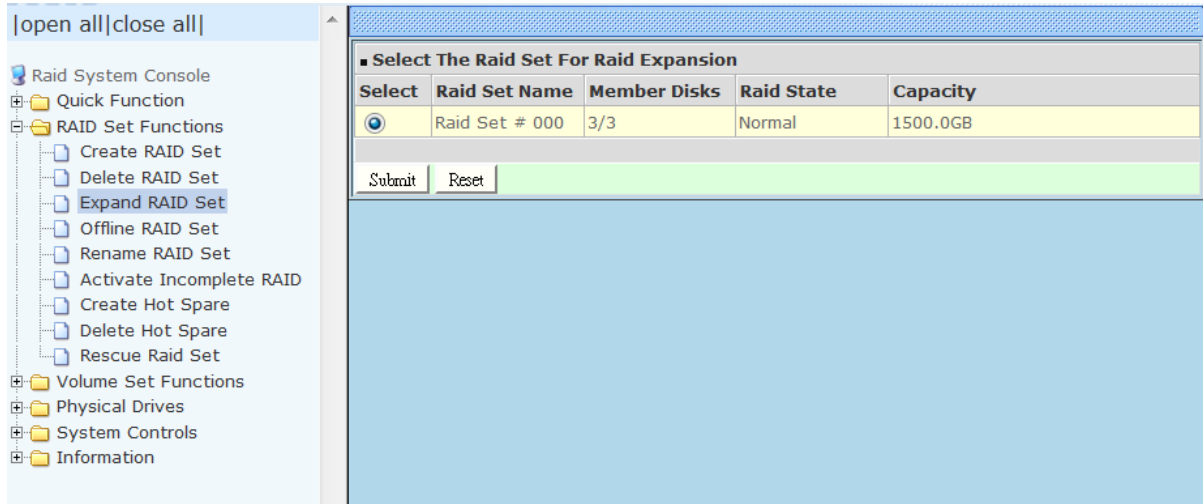 |open all|close all|
Raid System Console
Quick Function
RAID Set Functions
Create RAID Set
Delete RAID Set
Expand RAID Set
Offline RAID Set
Rename RAID Set
Activate Incomplete RAID
Create Hot Spare
Delete Hot Spare
Rescue Raid Set
Volume Set Functions
Physical Drives
System Controls
Information
Select The Raid Set For Raid Expansion
Select Raid Set Name Member Disks Raid State Capacity
Raid Set # 000 3/3 Normal 1500.0GB
Submit Reset